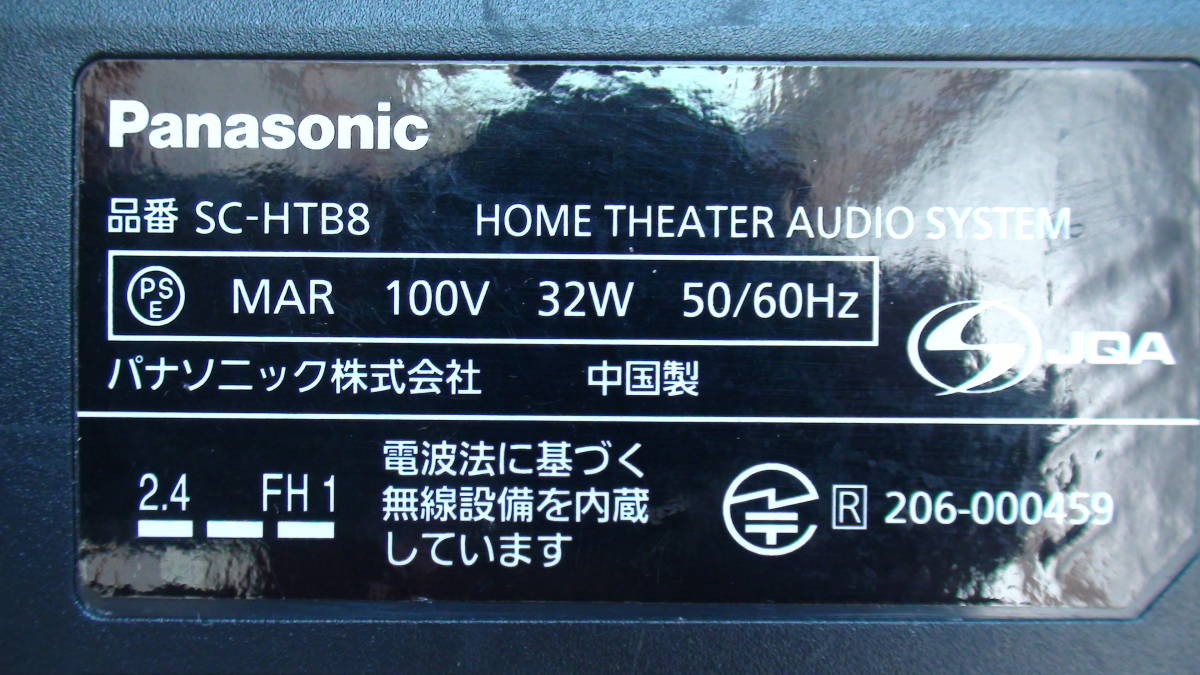 Panasonic
品番 SC-HTB8 HOME THEATER AUDIO SYSTEM
PSE MAR 100V 32W 50/60Hz
JQA
パナソニック株式会社 中国製
2.4 FH 1
電波法に基づく
無線設備を内蔵
しています
R 206-000459